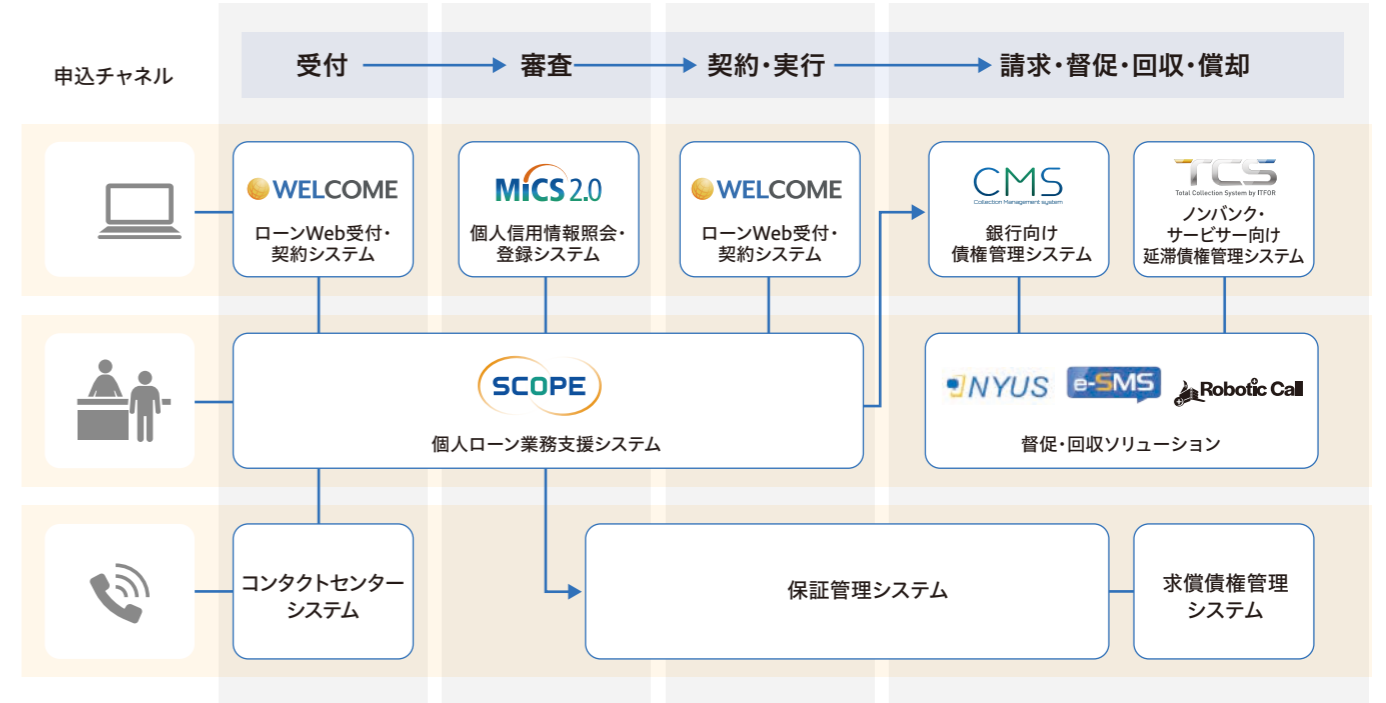 申込チャネル
受付
審査
契約・実行
請求・督促・回収・償却
WELCOME
ローンWeb受付・
契約システム
MiCS 2.0
個人信用情報照会・
登録システム
WELCOME
ローンWeb受付・
契約システム
CMS
Collection Management system
銀行向け
債権管理システム
TCS
Total Collection System by ITFOR
ノンバンク・
サービサー向け
延滞債権管理システム
SCOPE
個人ローン業務支援システム
NYUS
e-SMS
Robotic Call
督促・回収ソリューション
コンタクトセンター
システム
保証管理システム
求償債権管理
システム